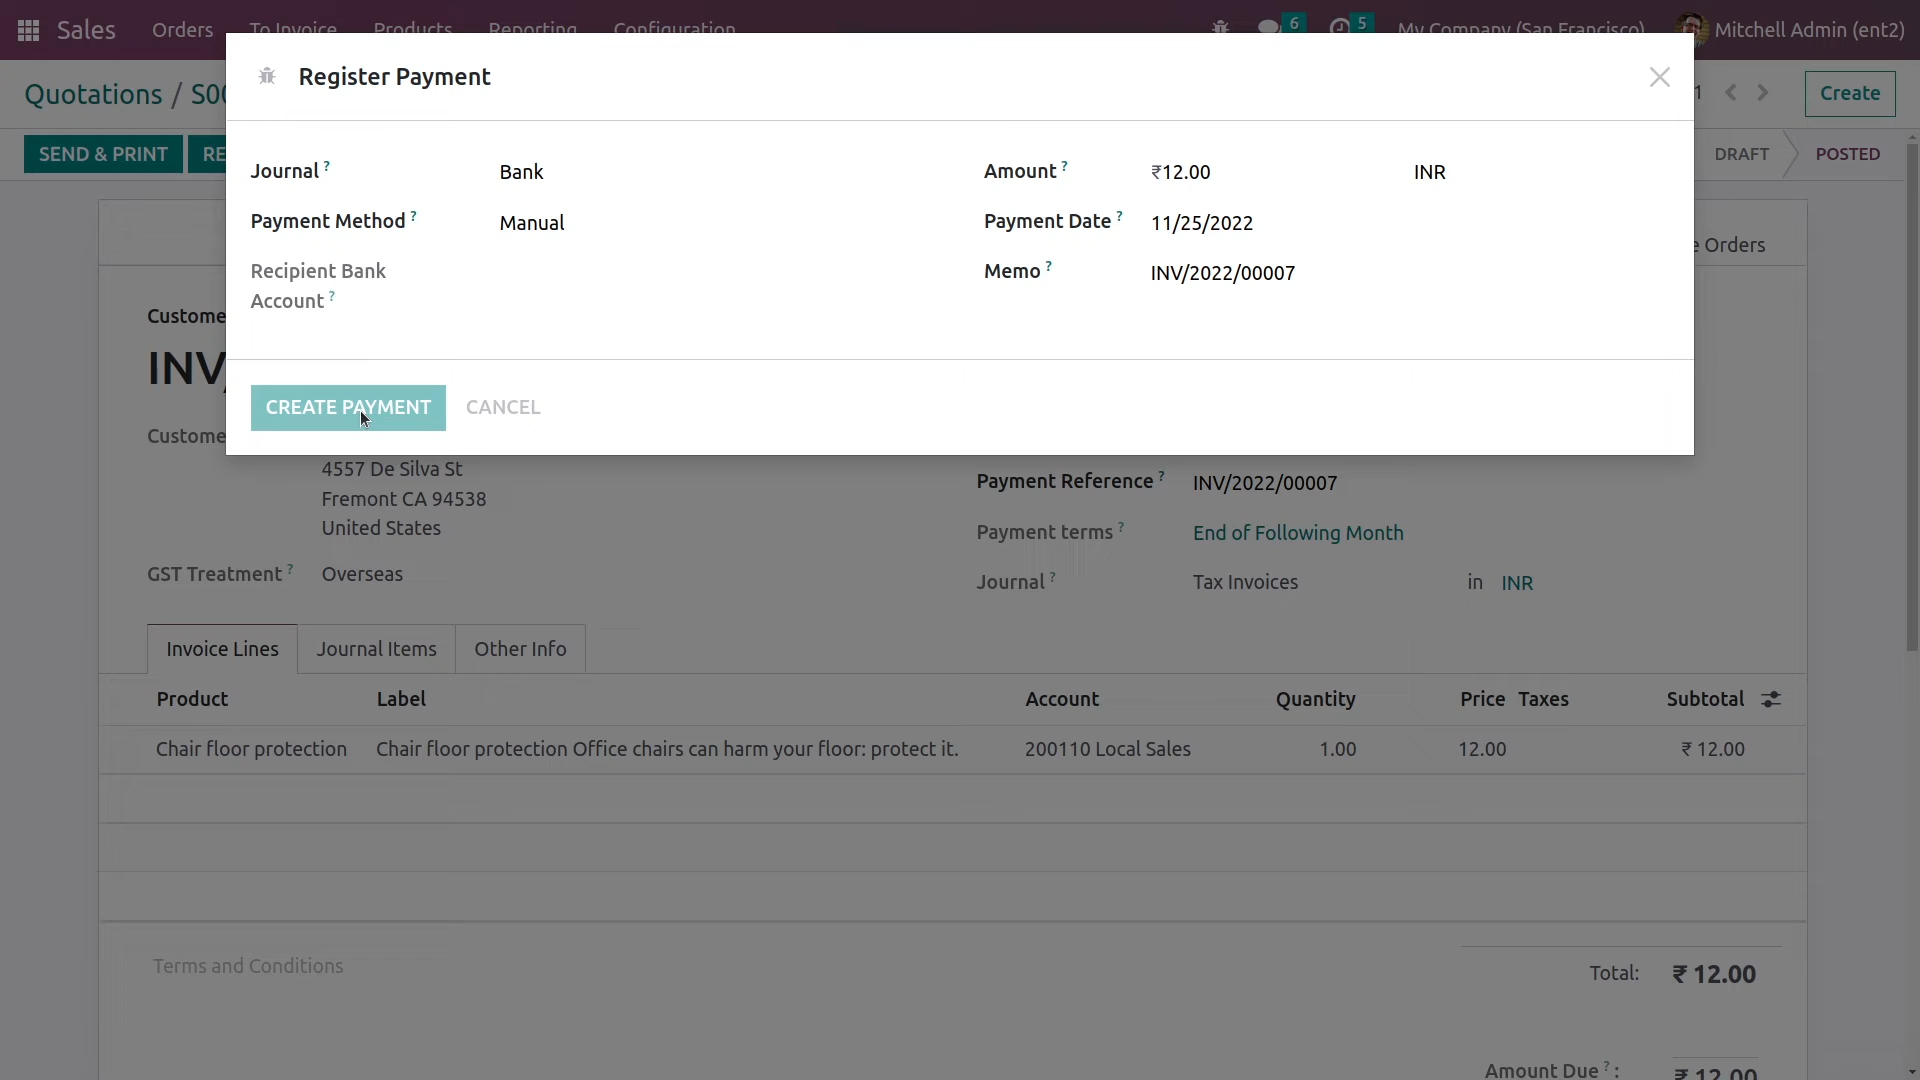 Sales Orders To Invoice Products Reporting Configuration 6 5 My Company (San Francisco) Mitchell Admin (ent2)
Register Payment
Quotations / S00 1 Create
SEND & PRINT RE DRAFT POSTED
Journal ? Bank Amount ? ₹12.00 INR
Payment Method ? Manual Payment Date ? 11/25/2022
Orders
Recipient Bank Account ? Memo ? INV/2022/00007
Custome
INV/
CREATE PAYMENT CANCEL
Custome
4557 De Silva St
Fremont CA 94538
United States
Payment Reference ? INV/2022/00007
Payment terms ? End of Following Month
GST Treatment ? Overseas Journal ? Tax Invoices in INR
Invoice Lines Journal Items Other Info
Product Label Account Quantity Price Taxes Subtotal
Chair floor protection Chair floor protection Office chairs can harm your floor: protect it. 200110 Local Sales 1.00 12.00 ₹ 12.00
Terms and Conditions Total: ₹ 12.00
Amount Due ? : ₹ 12.00